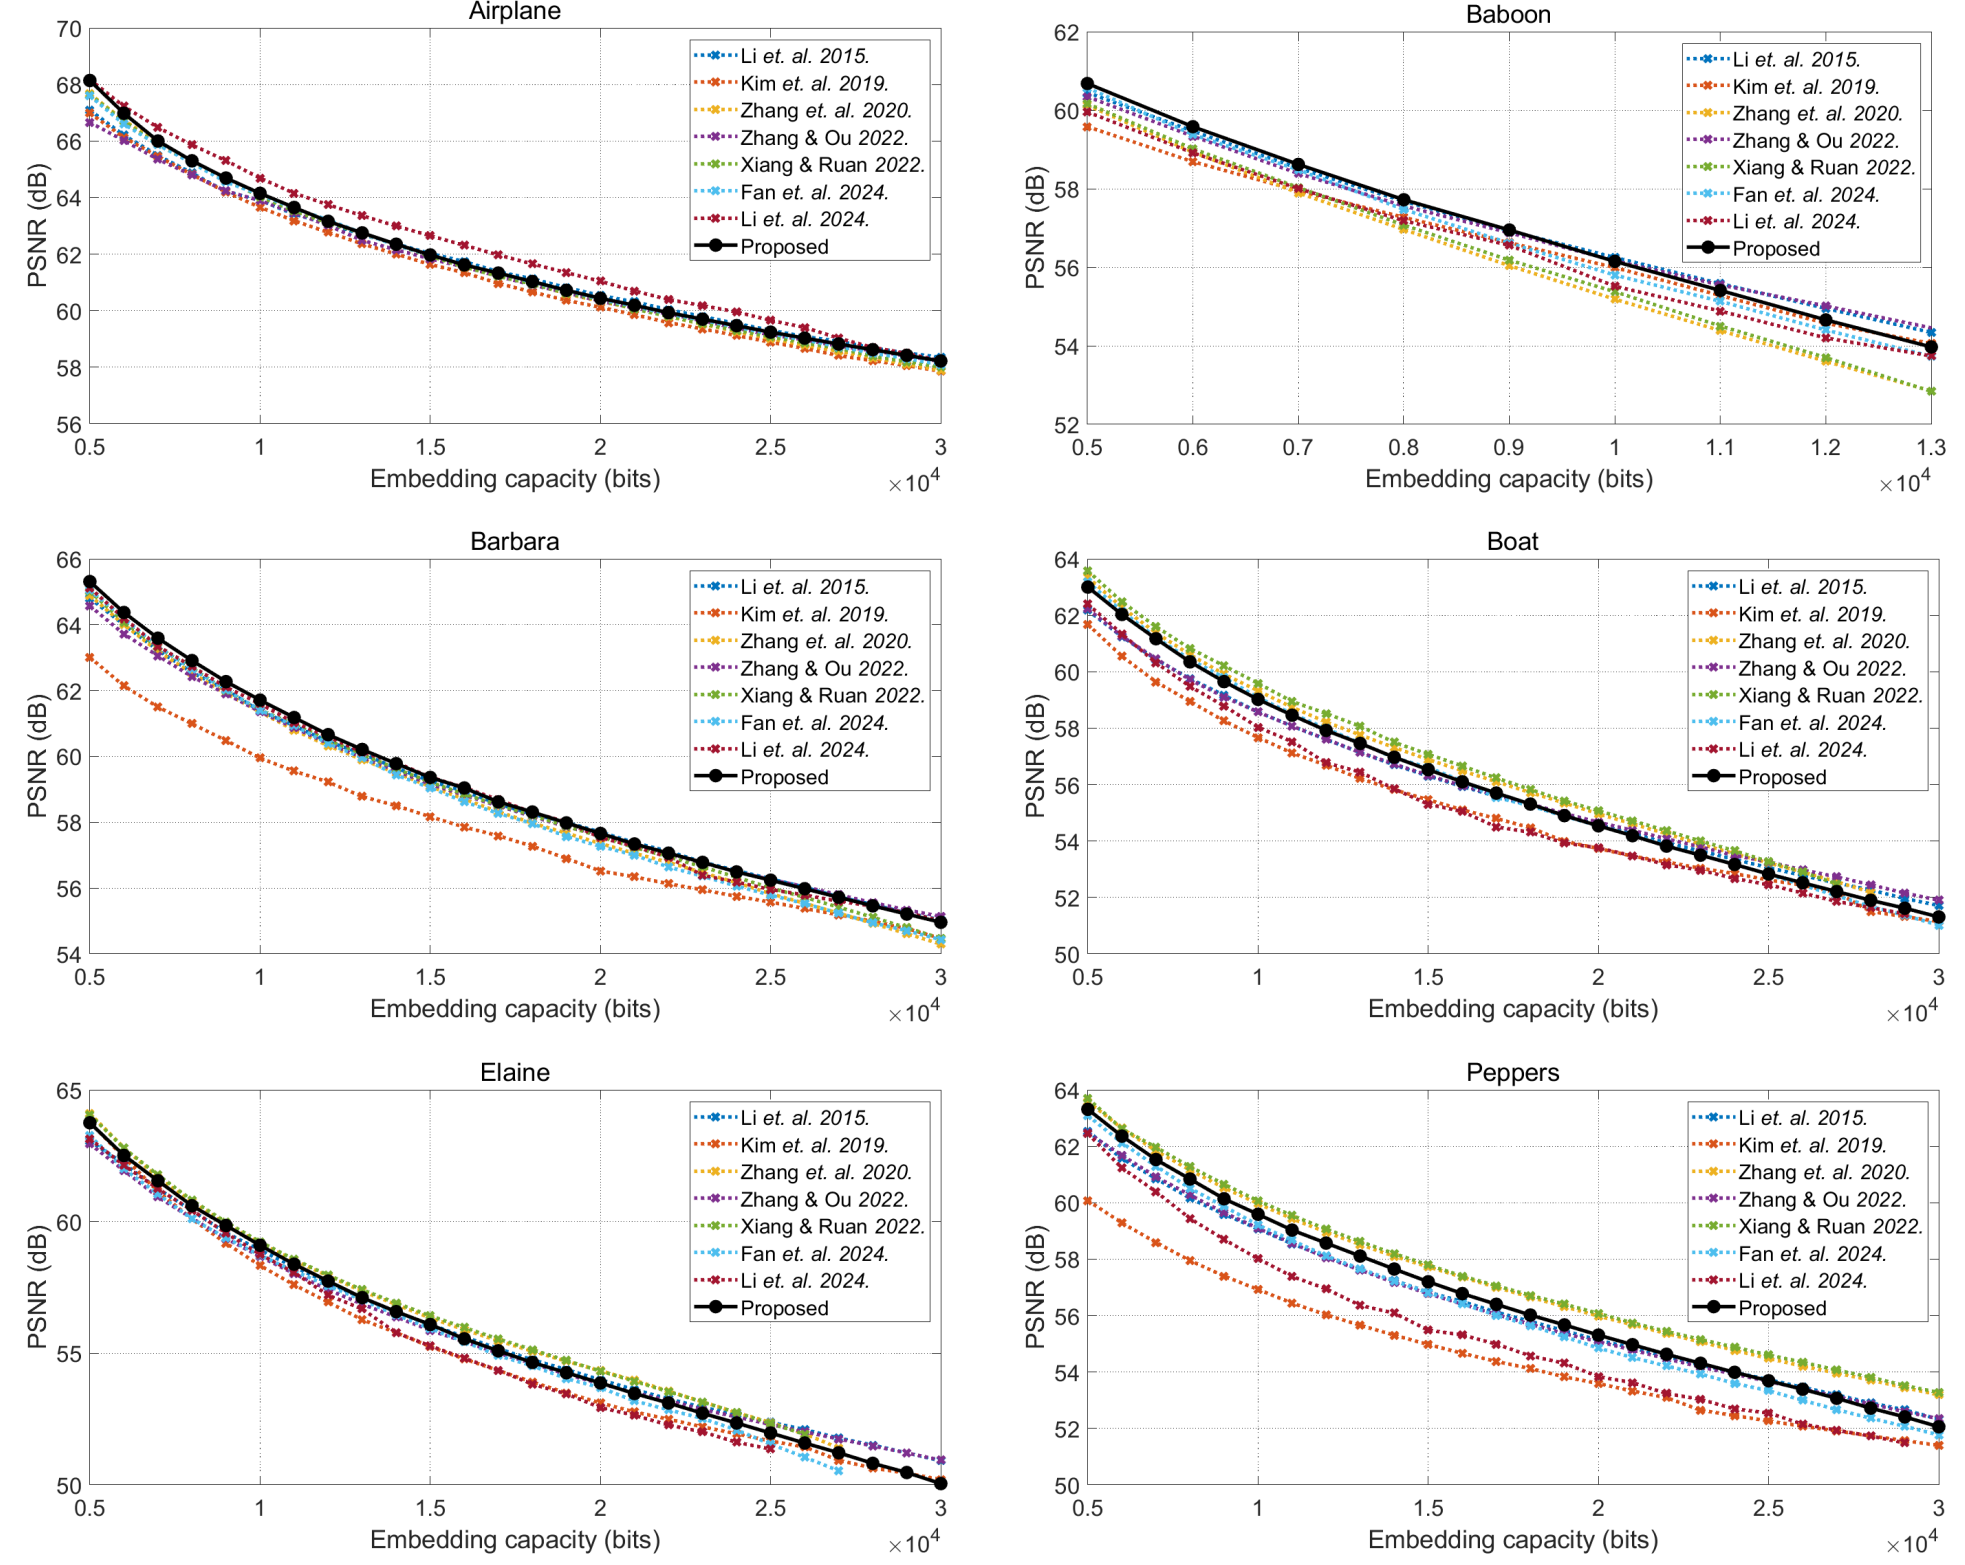 Airplane
70
68
66
64
62
60
58
56
PSNR (dB)
0.5
1
1.5
2
2.5
3
Embedding capacity (bits)
×10^4
Li et. al. 2015.
Kim et. al. 2019.
Zhang et. al. 2020.
Zhang & Ou 2022.
Xiang & Ruan 2022.
Fan et. al. 2024.
Li et. al. 2024.
Proposed
Baboon
62
60
58
56
54
52
PSNR (dB)
0.5
0.6
0.7
0.8
0.9
1
1.1
1.2
1.3
Embedding capacity (bits)
×10^4
Li et. al. 2015.
Kim et. al. 2019.
Zhang et. al. 2020.
Zhang & Ou 2022.
Xiang & Ruan 2022.
Fan et. al. 2024.
Li et. al. 2024.
Proposed
Barbara
66
64
62
60
58
56
54
PSNR (dB)
0.5
1
1.5
2
2.5
3
Embedding capacity (bits)
×10^4
Li et. al. 2015.
Kim et. al. 2019.
Zhang et. al. 2020.
Zhang & Ou 2022.
Xiang & Ruan 2022.
Fan et. al. 2024.
Li et. al. 2024.
Proposed
Boat
64
62
60
58
56
54
52
50
PSNR (dB)
0.5
1
1.5
2
2.5
3
Embedding capacity (bits)
×10^4
Li et. al. 2015.
Kim et. al. 2019.
Zhang et. al. 2020.
Zhang & Ou 2022.
Xiang & Ruan 2022.
Fan et. al. 2024.
Li et. al. 2024.
Proposed
Elaine
65
60
55
50
PSNR (dB)
0.5
1
1.5
2
2.5
3
Embedding capacity (bits)
×10^4
Li et. al. 2015.
Kim et. al. 2019.
Zhang et. al. 2020.
Zhang & Ou 2022.
Xiang & Ruan 2022.
Fan et. al. 2024.
Li et. al. 2024.
Proposed
Peppers
64
62
60
58
56
54
52
50
PSNR (dB)
0.5
1
1.5
2
2.5
3
Embedding capacity (bits)
×10^4
Li et. al. 2015.
Kim et. al. 2019.
Zhang et. al. 2020.
Zhang & Ou 2022.
Xiang & Ruan 2022.
Fan et. al. 2024.
Li et. al. 2024.
Proposed